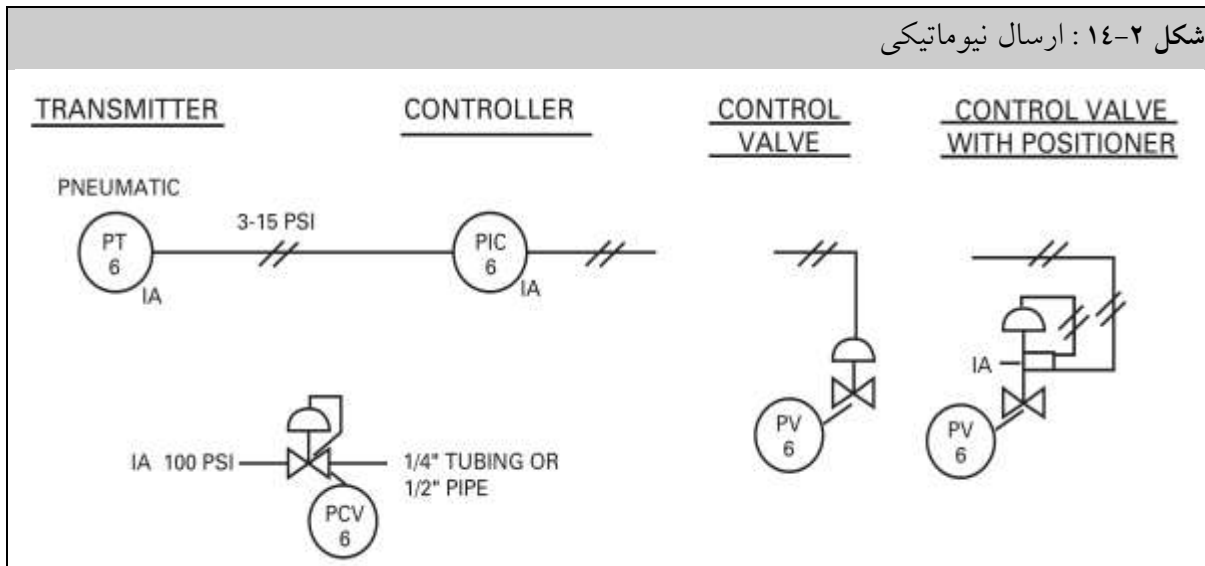 شکل ۲-۱٤ : ارسال نیوماتیکی
TRANSMITTER
CONTROLLER
CONTROL
VALVE
CONTROL VALVE
WITH POSITIONER
PNEUMATIC
PT
6
IA
3-15 PSI
PIC
6
IA
PV
6
IA
PV
6
IA 100 PSI
1/4" TUBING OR
1/2" PIPE
PCV
6